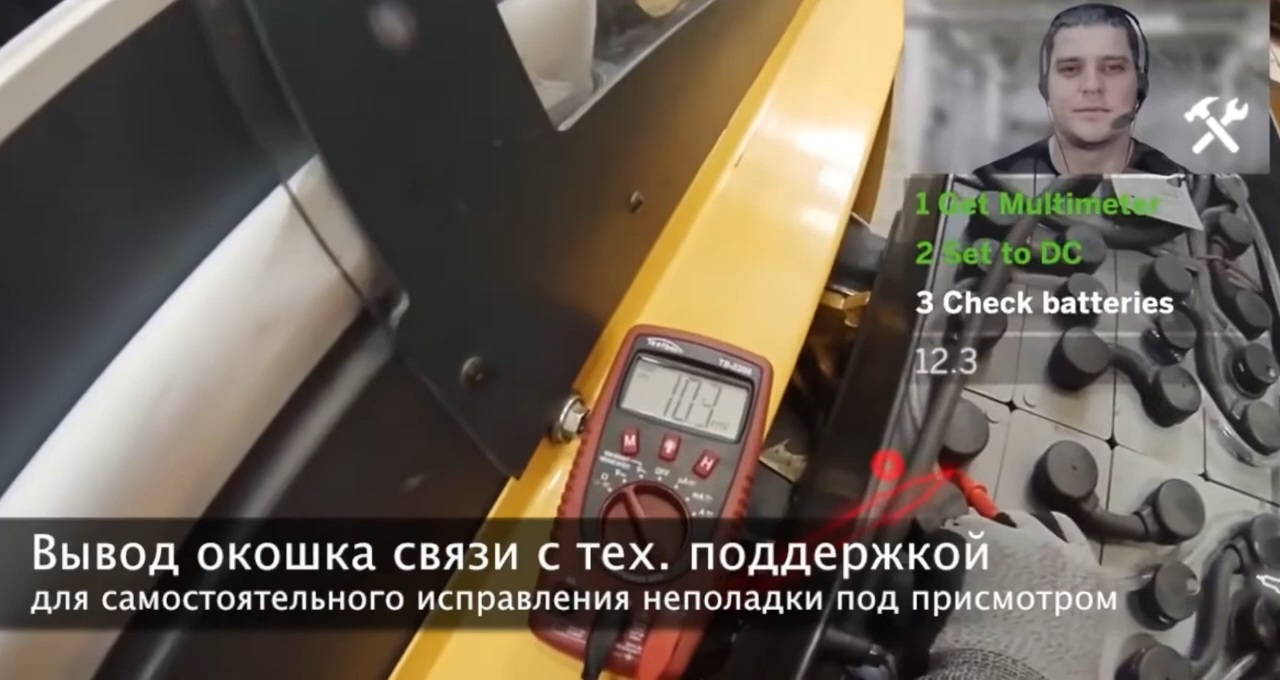 1 Get Multimeter
2 Set to DC
3 Check batteries
12.3
M
H
OFF
Вывод окошка связи с тех. поддержкой
для самостоятельного исправления неполадки под присмотром